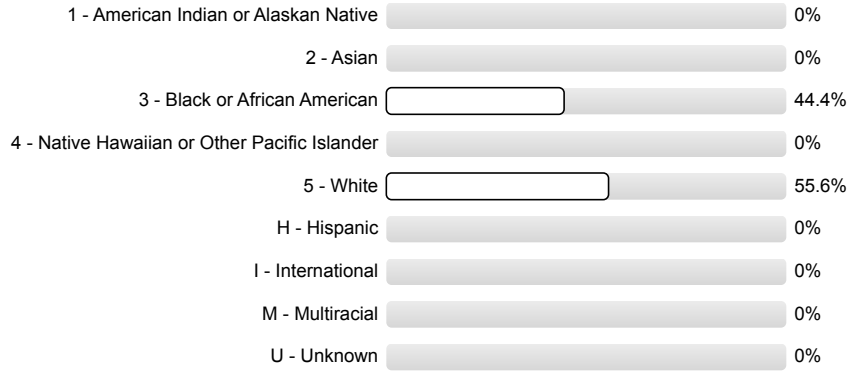 1 - American Indian or Alaskan Native 0%
2 - Asian 0%
3 - Black or African American 44.4%
4 - Native Hawaiian or Other Pacific Islander 0%
5 - White 55.6%
H - Hispanic 0%
I - International 0%
M - Multiracial 0%
U - Unknown 0%